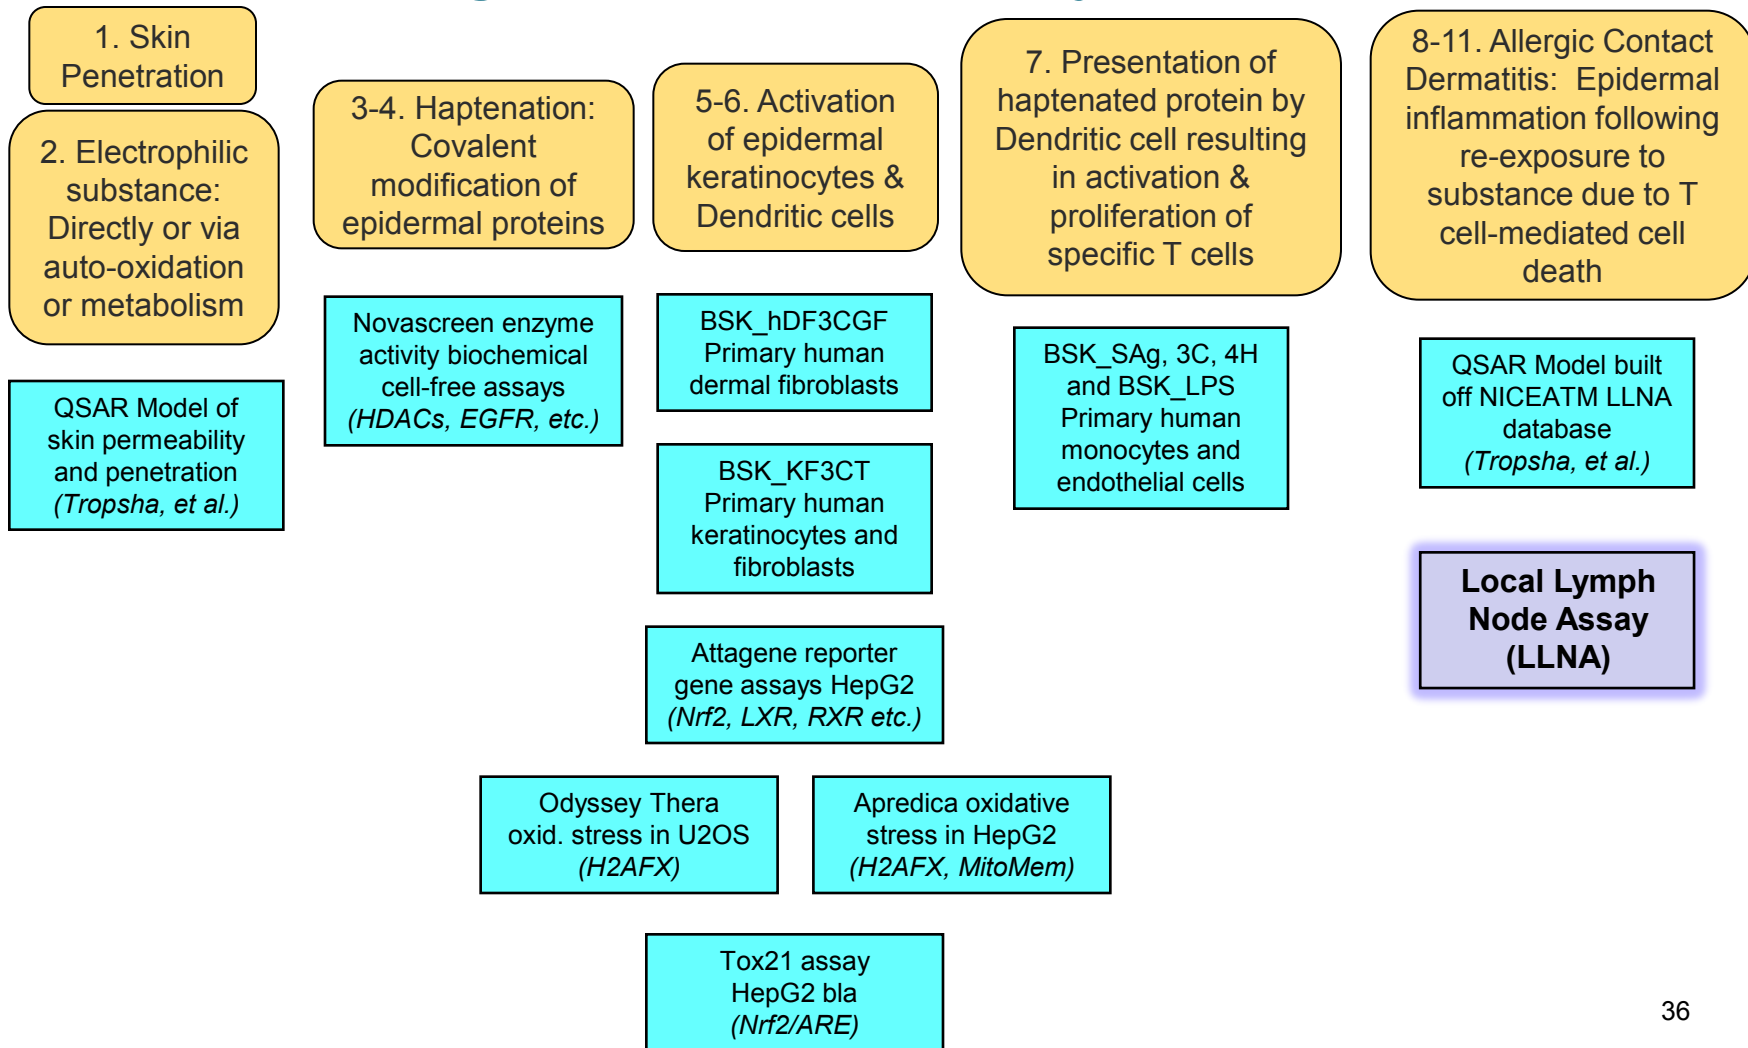 1. Skin
Penetration
2. Electrophilic
substance:
Directly or via
auto-oxidation
or metabolism
QSAR Model of
skin permeability
and penetration
(Tropsha, et al.)
3-4. Haptenation:
Covalent
modification of
epidermal proteins
Novascreen enzyme
activity biochemical
cell-free assays
(HDACs, EGFR, etc.)
5-6. Activation
of epidermal
keratinocytes &
Dendritic cells
BSK_hDF3CGF
Primary human
dermal fibroblasts
BSK_KF3CT
Primary human
keratinocytes and
fibroblasts
Attagene reporter
gene assays HepG2
(Nrf2, LXR, RXR etc.)
Odyssey Thera
oxid. stress in U2OS
(H2AFX)
Apredica oxidative
stress in HepG2
(H2AFX, MitoMem)
Tox21 assay
HepG2 bla
(Nrf2/ARE)
7. Presentation of
haptenated protein by
Dendritic cell resulting
in activation &
proliferation of
specific T cells
BSK_SAg, 3C, 4H
and BSK_LPS
Primary human
monocytes and
endothelial cells
8-11. Allergic Contact
Dermatitis: Epidermal
inflammation following
re-exposure to
substance due to T
cell-mediated cell
death
QSAR Model built
off NICEATM LLNA
database
(Tropsha, et al.)
Local Lymph
Node Assay
(LLNA)
36